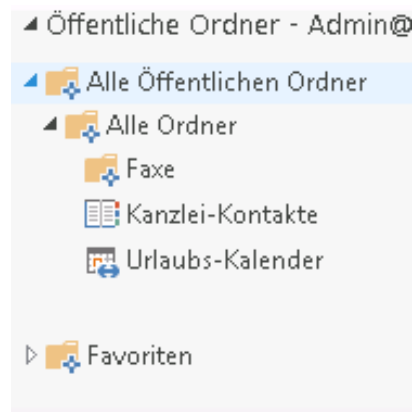 Öffentliche Ordner - Admin@
Alle Öffentlichen Ordner
Alle Ordner
Faxe
Kanzlei-Kontakte
Urlaubs-Kalender
Favoriten